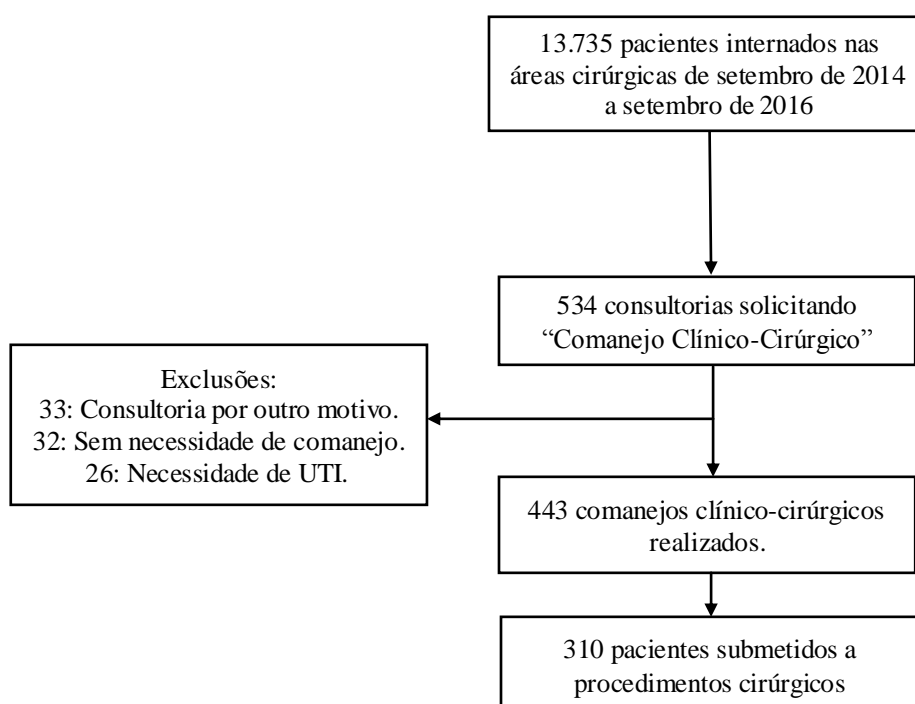 13.735 pacientes internados nas
áreas cirúrgicas de setembro de 2014
a setembro de 2016
534 consultorias solicitando
“Comanejo Clínico-Cirúrgico”
Exclusões:
33: Consultoria por outro motivo.
32: Sem necessidade de comanejo.
26: Necessidade de UTI.
443 comanejos clínico-cirúrgicos
realizados.
310 pacientes submetidos a
procedimentos cirúrgicos